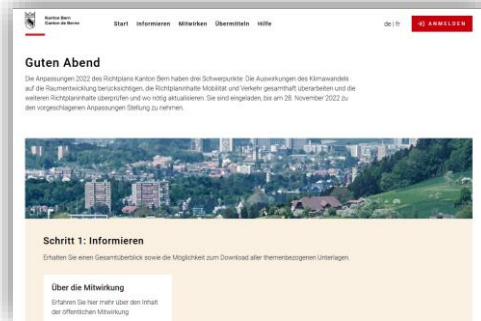 Kanton Bern
Canton de Berne
Start Informieren Mitwirken Übermitteln Hilfe
de | fr
ANMELDEN
Guten Abend
Die Anpassungen 2022 des Richtplans Kanton Bern haben drei Schwerpunkte: Die Auswirkungen des Klimawandels
auf die Raumentwicklung berücksichtigen, die Richtplaninhalte Mobilität und Verkehr gesamthaft überarbeiten und die
weiteren Richtplaninhalte überprüfen und wo nötig aktualisieren. Sie sind eingeladen, bis am 28. November 2022 zu
den vorgeschlagenen Anpassungen Stellung zu nehmen.
Schritt 1: Informieren
Erhalten Sie einen Gesamtüberblick sowie die Möglichkeit zum Download aller themenbezogenen Unterlagen.
Über die Mitwirkung
Erfahren Sie hier mehr über den Inhalt
der öffentlichen Mitwirkung